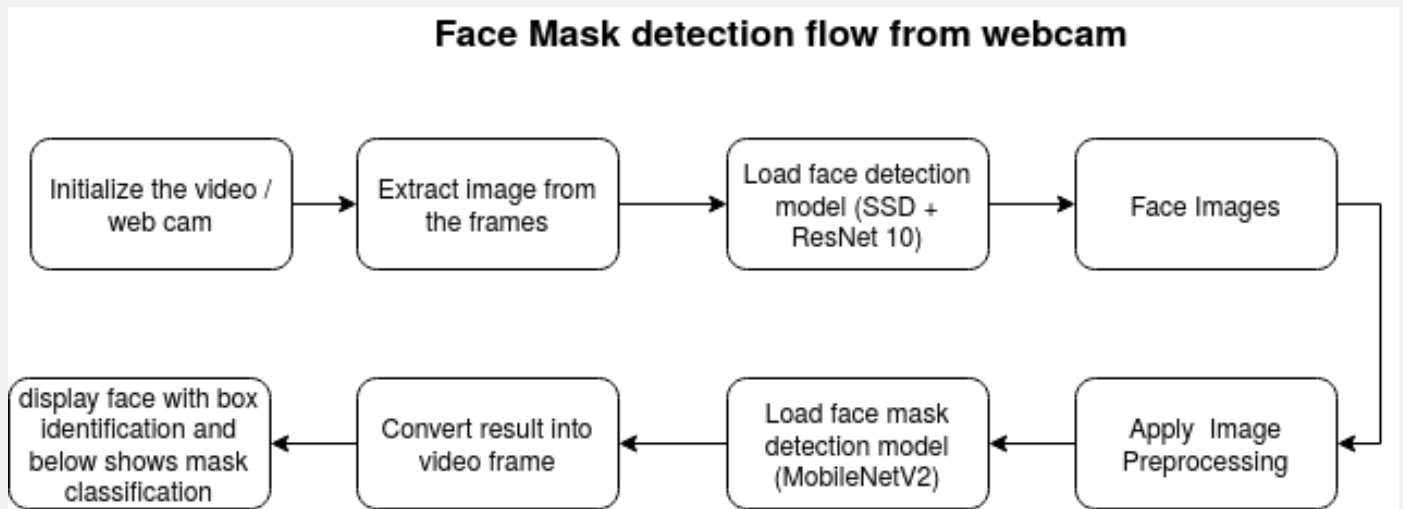 Face Mask detection flow from webcam
Initialize the video /
web cam
Extract image from
the frames
Load face detection
model (SSD +
ResNet 10)
Face Images
Apply Image
Preprocessing
Load face mask
detection model
(MobileNetV2)
Convert result into
video frame
display face with box
identification and
below shows mask
classification